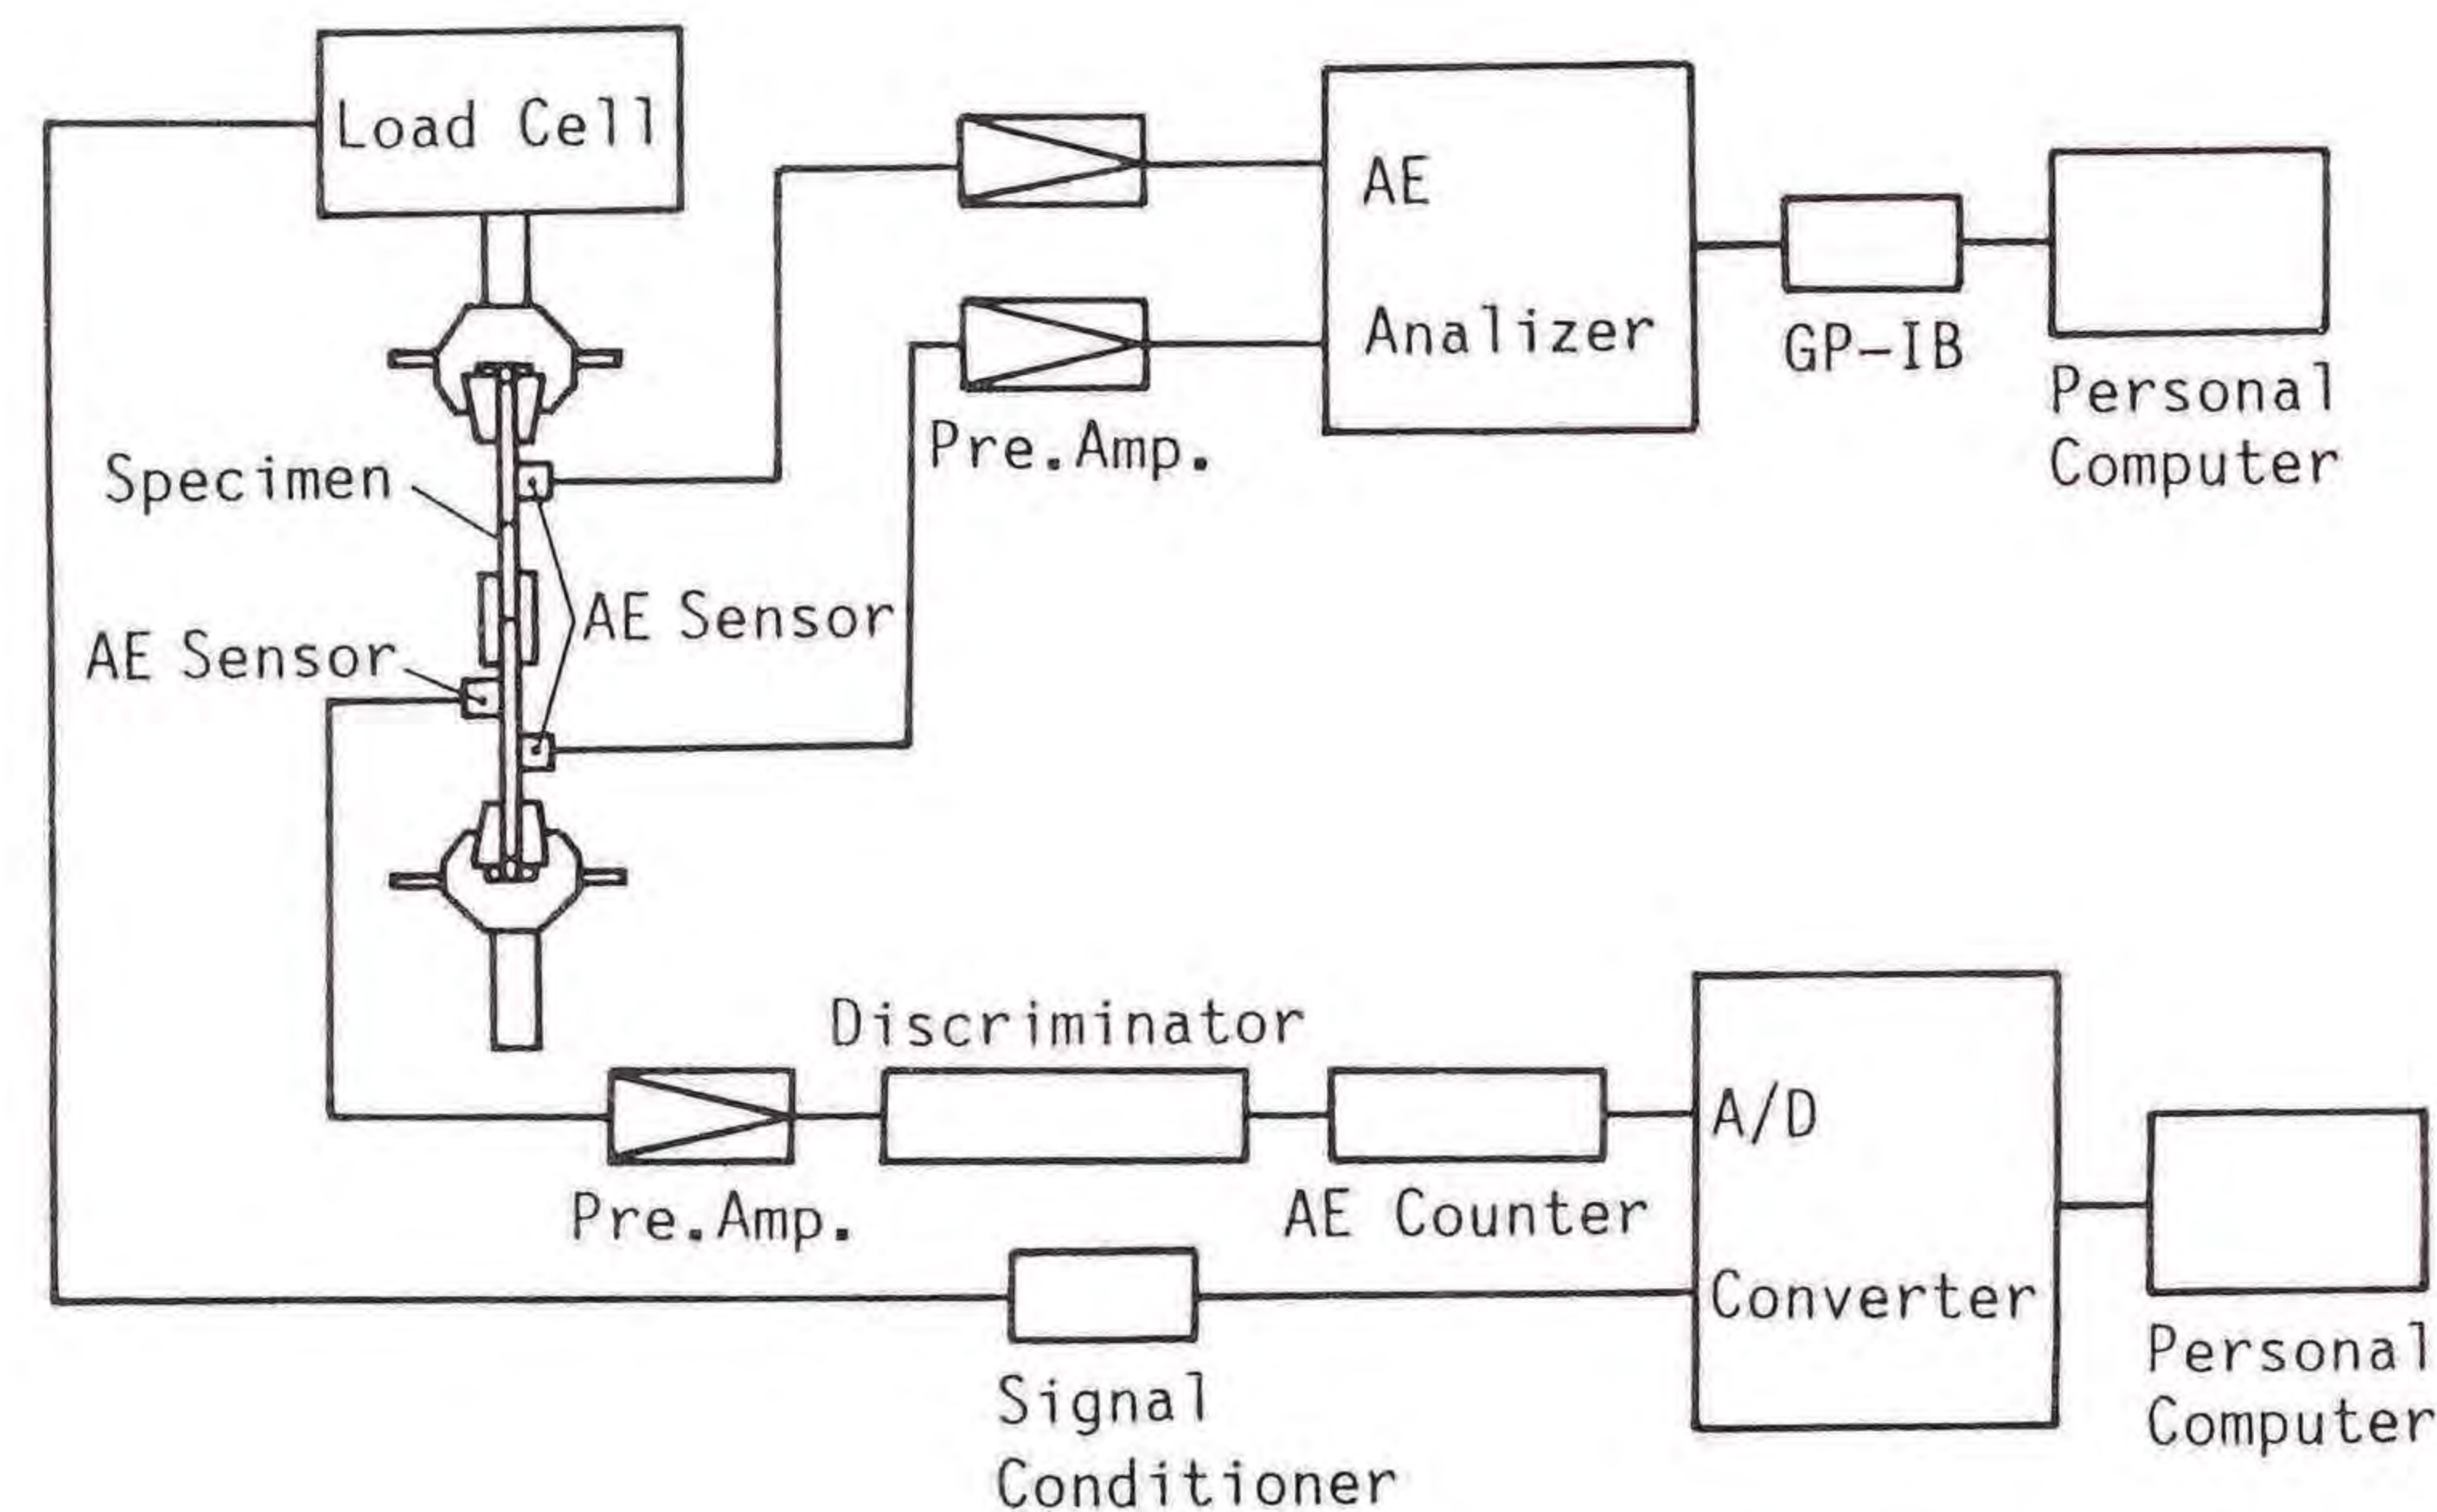 Load Cell
AE
Analizer
GP-IB
Personal
Computer
Pre.Amp.
Specimen
AE Sensor
AE Sensor
Discriminator
A/D
Pre.Amp.
AE Counter
Converter
Signal
Conditioner
Personal
Computer